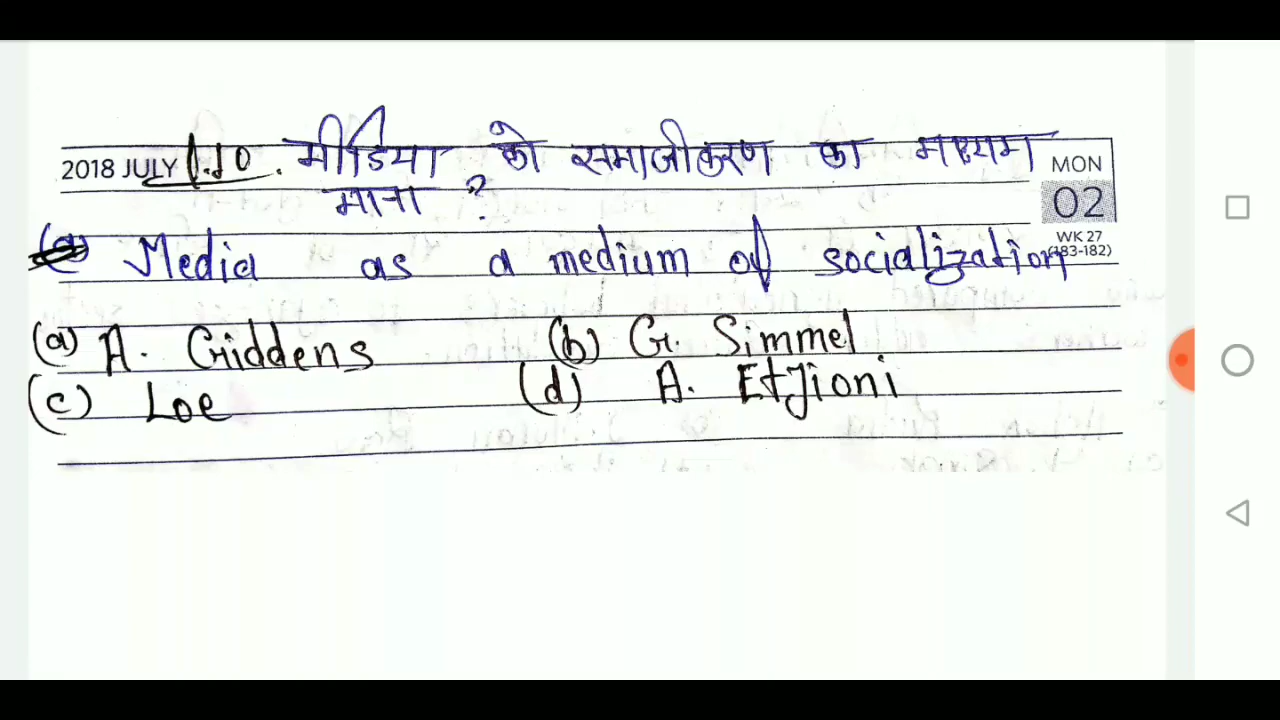 2018 JULY
Q.10. मीडिया को समाजीकरण का माध्यम
माना ?
MON
02
WK 27
(183-182)
(a) Media as a medium of socialization
(a) A. Giddens (b) G. Simmel
(c) Loe (d) A. Etjioni